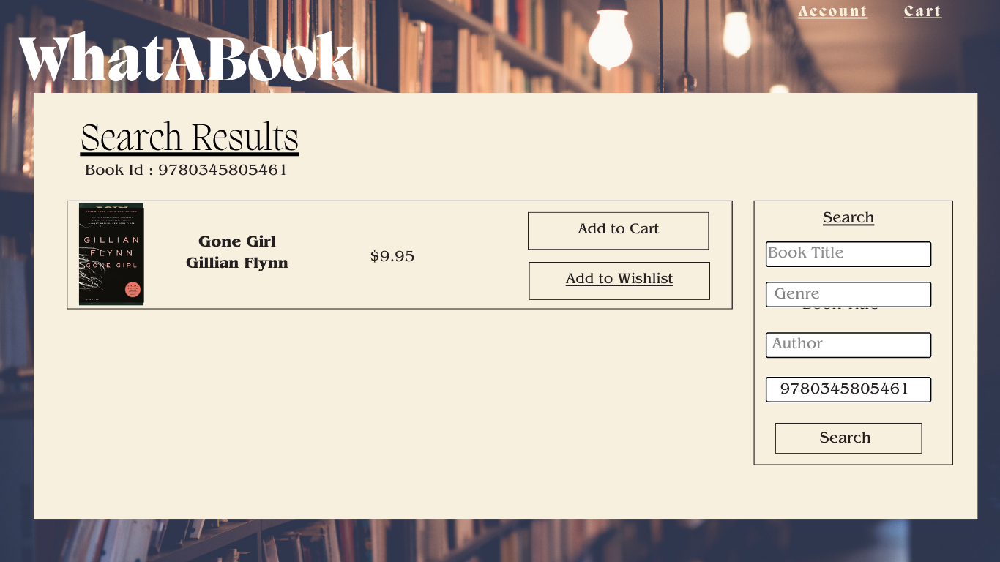 Account Cart
WhatABook
Search Results
Book Id : 9780345805461
GILLIAN
FLYNN
GONE GIRL
Gone Girl
Gillian Flynn
$9.95
Add to Cart
Add to Wishlist
Search
Book Title
Genre
Author
9780345805461
Search